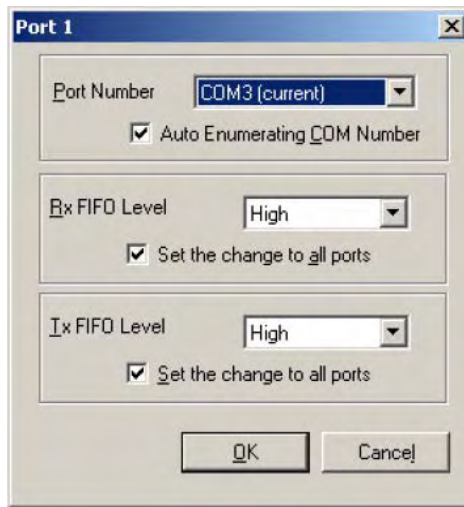 Port 1
Port Number COM3 (current)
Auto Enumerating COM Number
Rx FIFO Level High
Set the change to all ports
Tx FIFO Level High
Set the change to all ports
OK Cancel